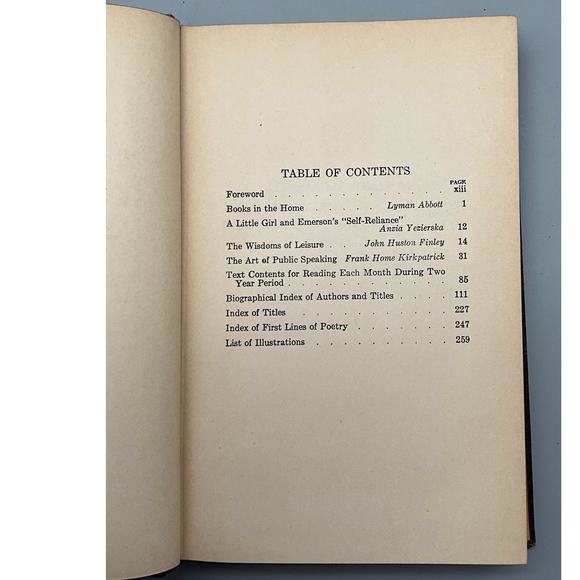 TABLE OF CONTENTS
PAGE
Foreword . . . . . . . . . . . . . xiii
Books in the Home . . . . . Lyman Abbott 1
A Little Girl and Emerson's "Self-Reliance"
Anzia Yezierska 12
The Wisdoms of Leisure . . John Huston Finley 14
The Art of Public Speaking Frank Home Kirkpatrick 31
Text Contents for Reading Each Month During Two
Year Period . . . . . . . . . . . . 85
Biographical Index of Authors and Titles . . . . 111
Index of Titles . . . . . . . . . . . 227
Index of First Lines of Poetry . . . . . . . 247
List of Illustrations . . . . . . . . . . 259